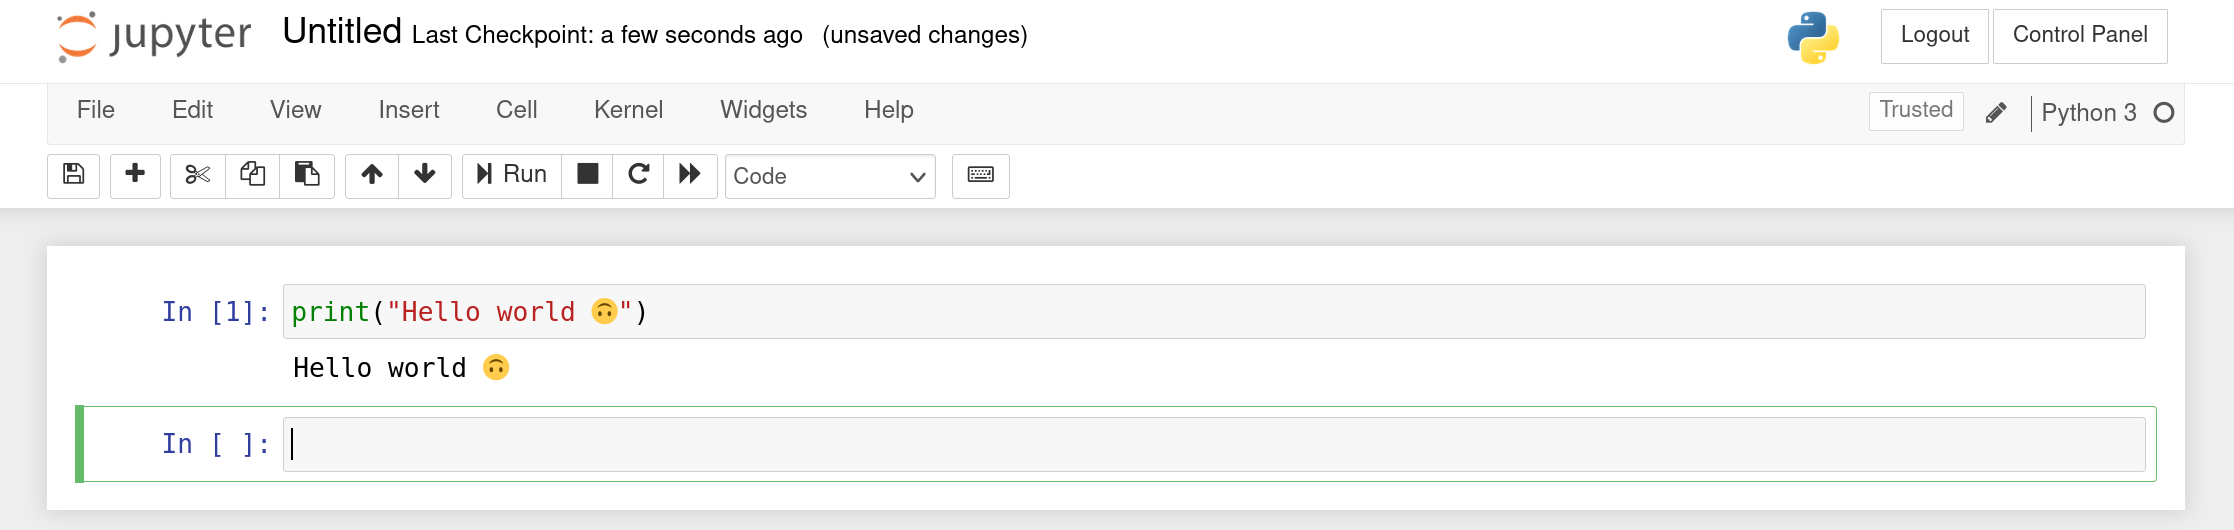 jupyter Untitled Last Checkpoint: a few seconds ago (unsaved changes) Logout Control Panel
File Edit View Insert Cell Kernel Widgets Help Trusted Python 3
Run Code
In [1]: print("Hello world 🙃")
Hello world 🙃
In [ ]: